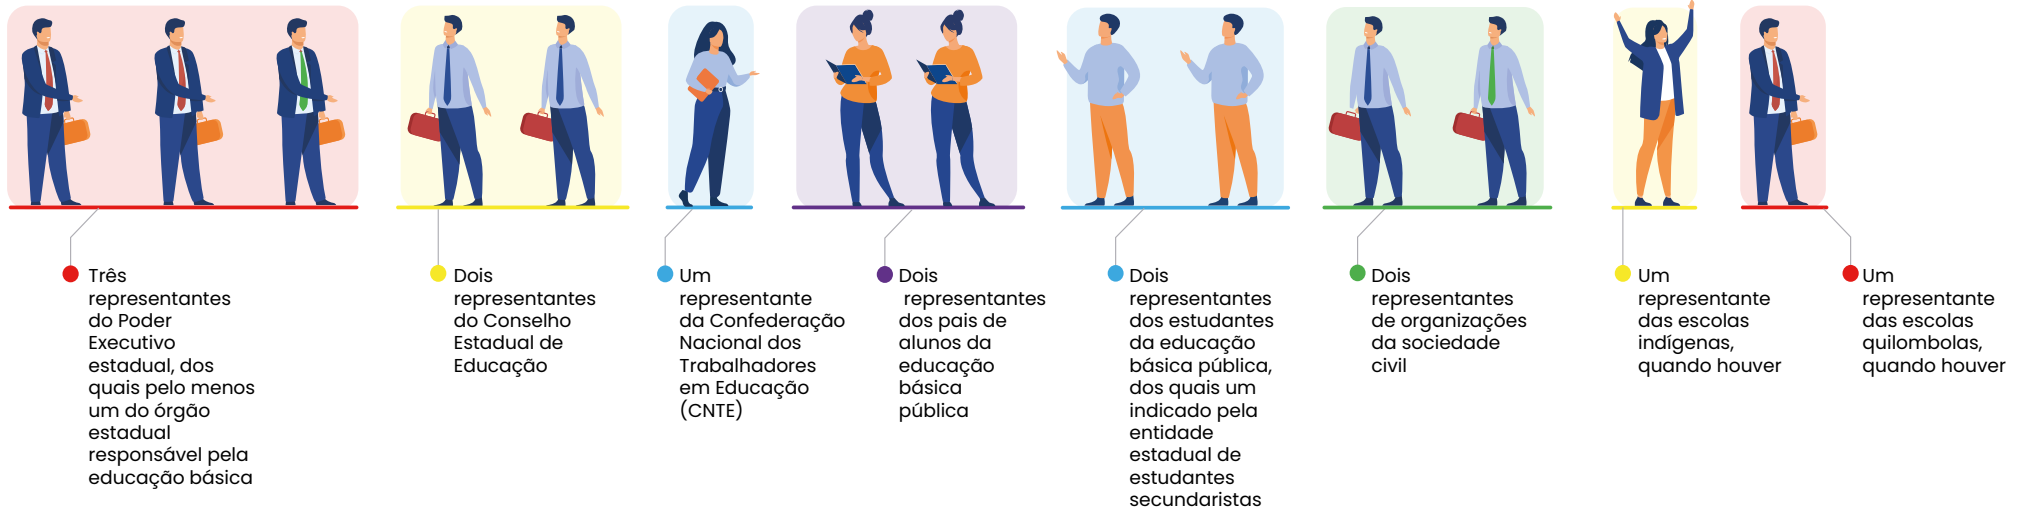 Três
representantes
do Poder
Executivo
estadual, dos
quais pelo menos
um do órgão
estadual
responsável pela
educação básica
Dois
representantes
do Conselho
Estadual de
Educação
Um
representante
da Confederação
Nacional dos
Trabalhadores
em Educação
(CNTE)
Dois
representantes
dos pais de
alunos da
educação
básica
pública
Dois
representantes
dos estudantes
da educação
básica pública,
dos quais um
indicado pela
entidade
estadual de
estudantes
secundaristas
Dois
representantes
de organizações
da sociedade
civil
Um
representante
das escolas
indígenas,
quando houver
Um
representante
das escolas
quilombolas,
quando houver